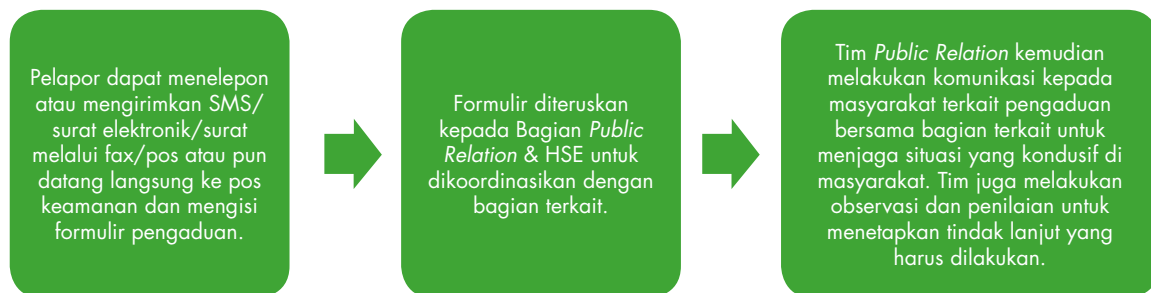 Pelapor dapat menelepon
atau mengirimkan SMS/
surat elektronik/surat
melalui fax/pos atau pun
datang langsung ke pos
keamanan dan mengisi
formulir pengaduan.
Formulir diteruskan
kepada Bagian Public
Relation & HSE untuk
dikoordinasikan dengan
bagian terkait.
Tim Public Relation kemudian
melakukan komunikasi kepada
masyarakat terkait pengaduan
bersama bagian terkait untuk
menjaga situasi yang kondusif di
masyarakat. Tim juga melakukan
observasi dan penilaian untuk
menetapkan tindak lanjut yang
harus dilakukan.